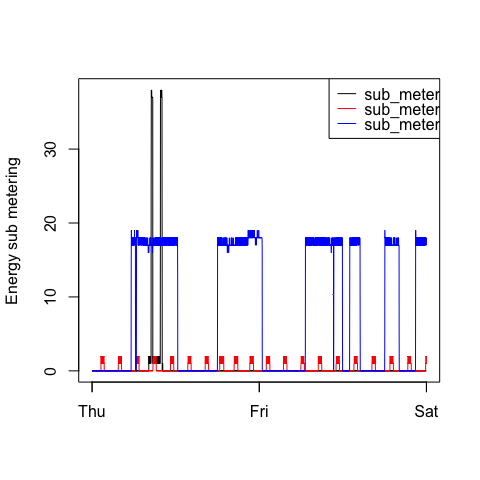 sub_meter
sub_meter
sub_meter
Energy sub metering
30
20
10
0
Thu Fri Sat